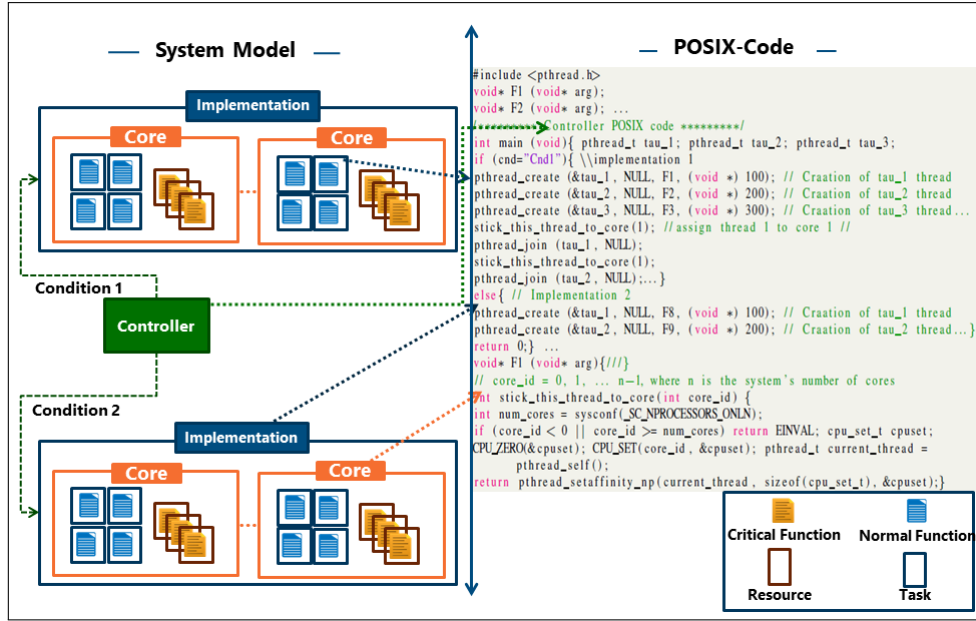 System Model
Implementation
Core
Core
Condition 1
Controller
Condition 2
Implementation
Core
Core
POSIX-Code
#include <pthread.h>
void* F1 (void* arg);
void* F2 (void* arg); ...
Controller POSIX code *********/
int main (void){ pthread_t tau_1; pthread_t tau_2; pthread_t tau_3;
if (cnd="Cnd1"){ \\implementation 1
pthread_create (&tau_1, NULL, F1, (void *) 100); // Craation of tau_1 thread
pthread_create (&tau_2, NULL, F2, (void *) 200); // Craation of tau_2 thread
pthread_create (&tau_3, NULL, F3, (void *) 300); // Craation of tau_3 thread...
stick_this_thread_to_core(1); //assign thread 1 to core 1 //
pthread_join (tau_1, NULL);
stick_this_thread_to_core(1);
pthread_join (tau_2, NULL);...}
else{ // Implementation 2
pthread_create (&tau_1, NULL, F8, (void *) 100); // Craation of tau_1 thread
pthread_create (&tau_2, NULL, F9, (void *) 200); // Craation of tau_2 thread...}
return 0;} ...
void* F1 (void* arg){///}
// core_id = 0, 1, ... n-1, where n is the system's number of cores
int stick_this_thread_to_core(int core_id) {
int num_cores = sysconf(_SC_NPROCESSORS_ONLN);
if (core_id < 0 || core_id >= num_cores) return EINVAL; cpu_set_t cpuset;
CPU_ZERO(&cpuset); CPU_SET(core_id, &cpuset); pthread_t current_thread =
pthread_self();
return pthread_setaffinity_np(current_thread, sizeof(cpu_set_t), &cpuset);}
Critical Function
Normal Function
Resource
Task